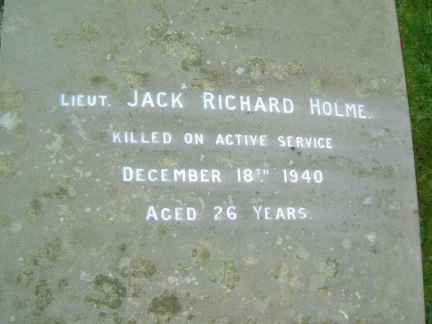 LIEUT. JACK RICHARD HOLME.
KILLED ON ACTIVE SERVICE
DECEMBER 18TH 1940
AGED 26 YEARS.